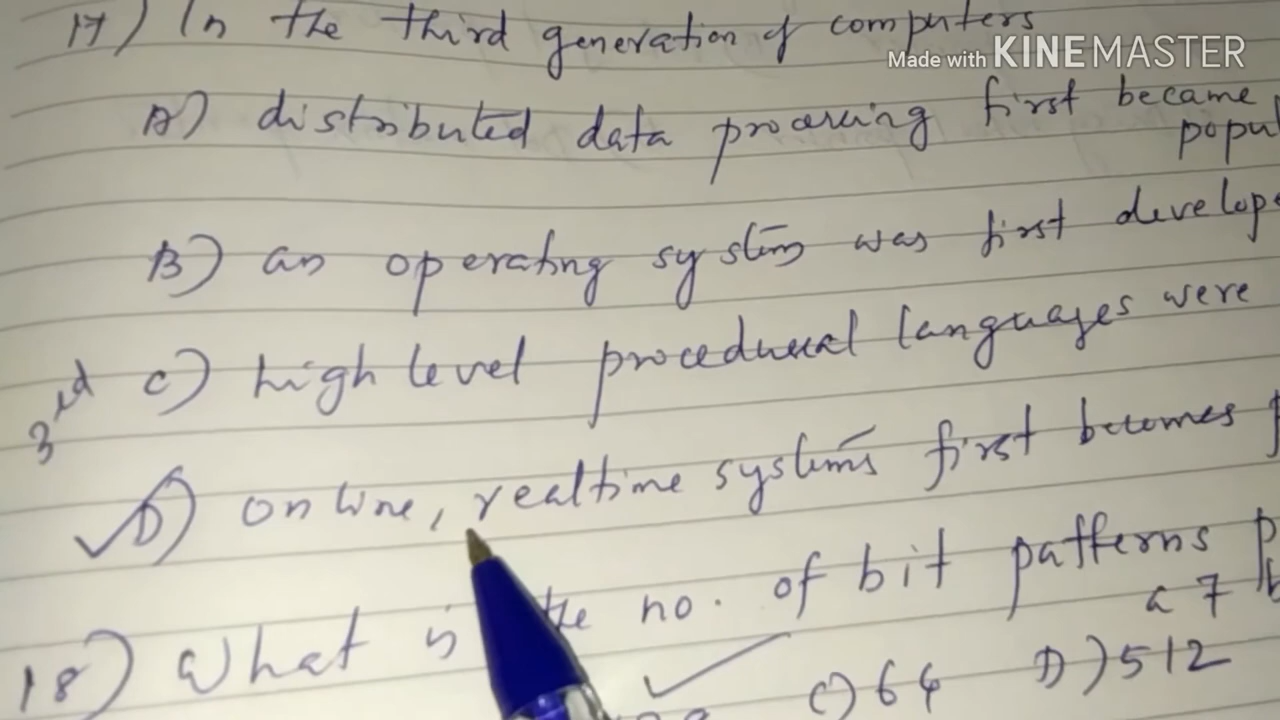 Made with KINEMASTER
17) In the third generation of computers
A) distributed data processing first became
popul
B) an operating system was first develope
C) high level procedural languages were
3rd
D) online, realtime systems first becomes
18) What is the no. of bit patterns p
a 7 b
C) 64 D) 512